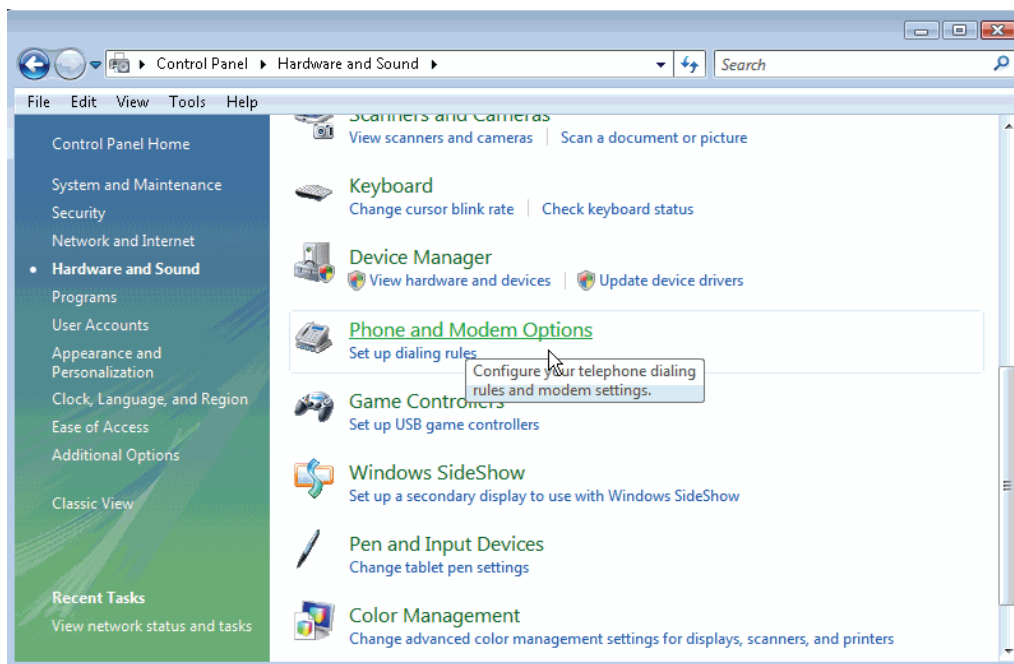 Control Panel Hardware and Sound
Search
File Edit View Tools Help
Control Panel Home
System and Maintenance
Security
Network and Internet
Hardware and Sound
Programs
User Accounts
Appearance and
Personalization
Clock, Language, and Region
Ease of Access
Additional Options
Classic View
Recent Tasks
View network status and tasks
Scanners and Cameras
View scanners and cameras Scan a document or picture
Keyboard
Change cursor blink rate Check keyboard status
Device Manager
View hardware and devices Update device drivers
Phone and Modem Options
Set up dialing rules
Configure your telephone dialing
rules and modem settings.
Game Controllers
Set up USB game controllers
Windows SideShow
Set up a secondary display to use with Windows SideShow
Pen and Input Devices
Change tablet pen settings
Color Management
Change advanced color management settings for displays, scanners, and printers